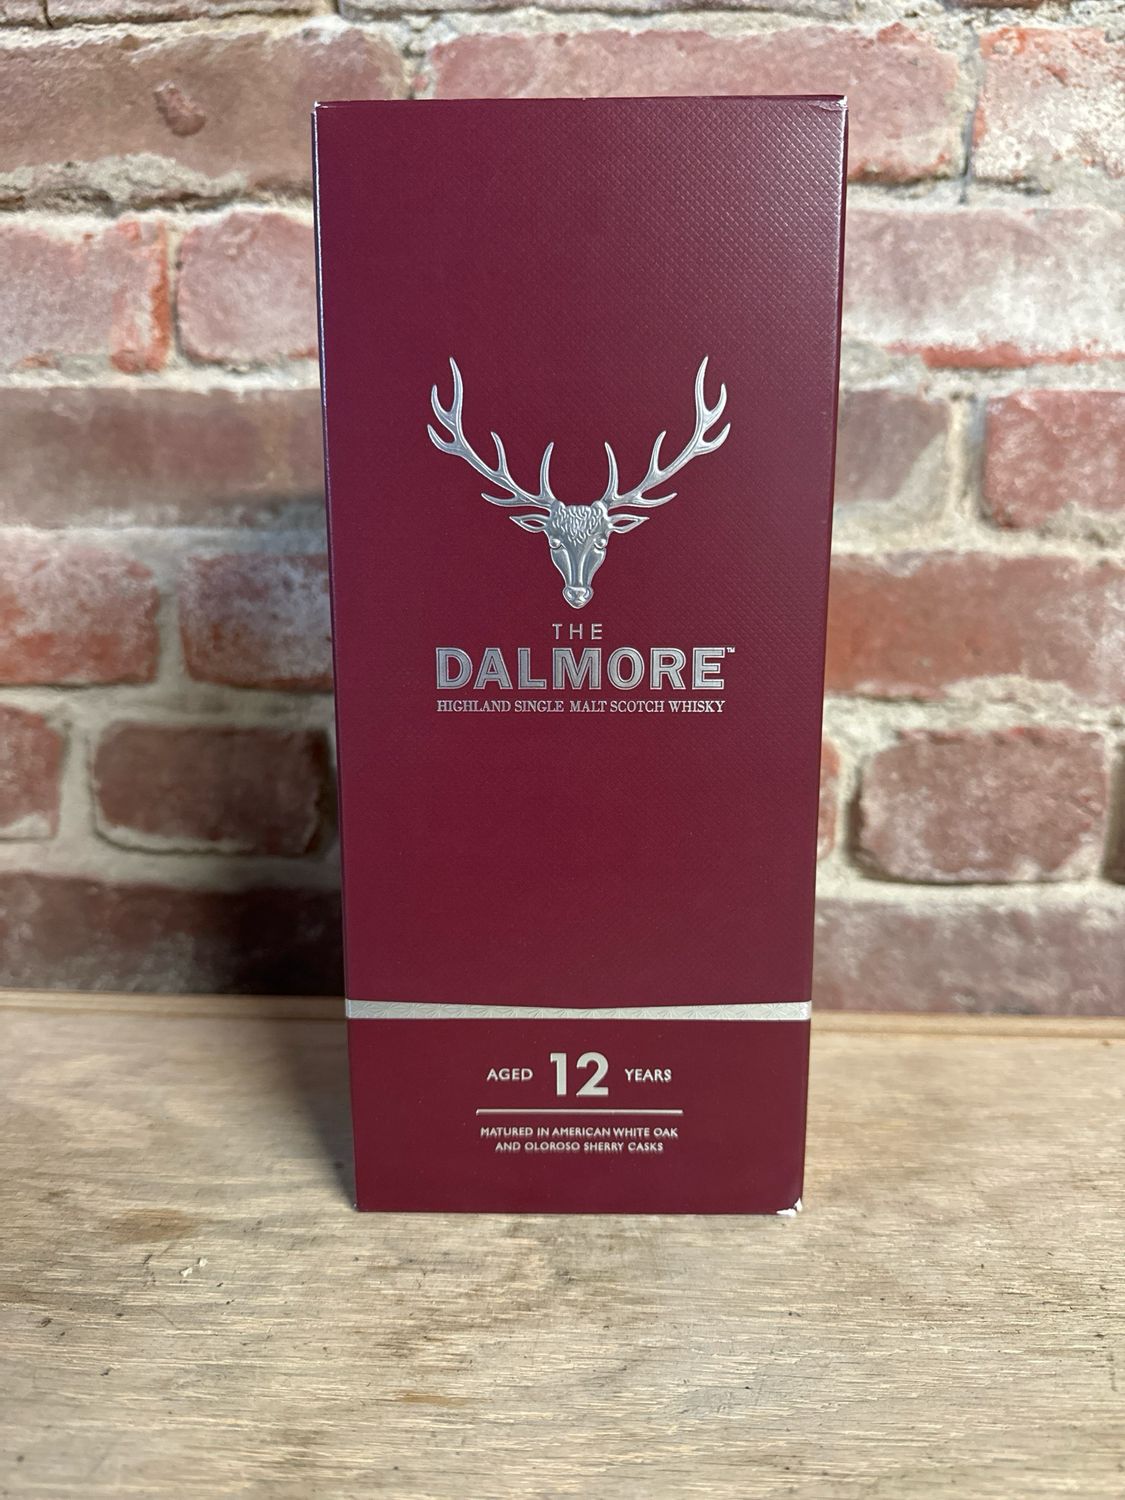 THE
DALMORE™
HIGHLAND SINGLE MALT SCOTCH WHISKY
AGED 12 YEARS
MATURED IN AMERICAN WHITE OAK
AND OLOROSO SHERRY CASKS